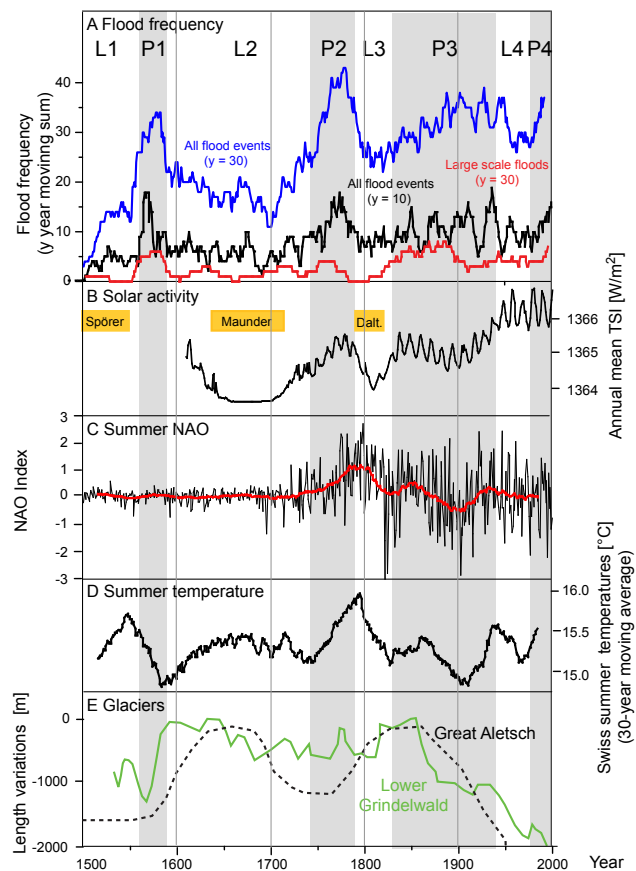 A Flood frequency
L1 P1 L2 P2 L3 P3 L4 P4
Flood frequency
(y year movinng sum)
40
30
20
10
0
All flood events
(y = 30)
All flood events
(y = 10)
Large scale floods
(y = 30)
B Solar activity
Spörer
Maunder
Dalt.
Annual mean TSI [W/m²]
1366
1365
1364
C Summer NAO
NAO Index
3
2
1
0
-1
-2
-3
D Summer temperature
Swiss summer temperatures [°C]
(30-year moving average)
16.0
15.5
15.0
E Glaciers
Length variations [m]
0
-1000
-2000
Great Aletsch
Lower
Grindelwald
1500 1600 1700 1800 1900 2000 Year